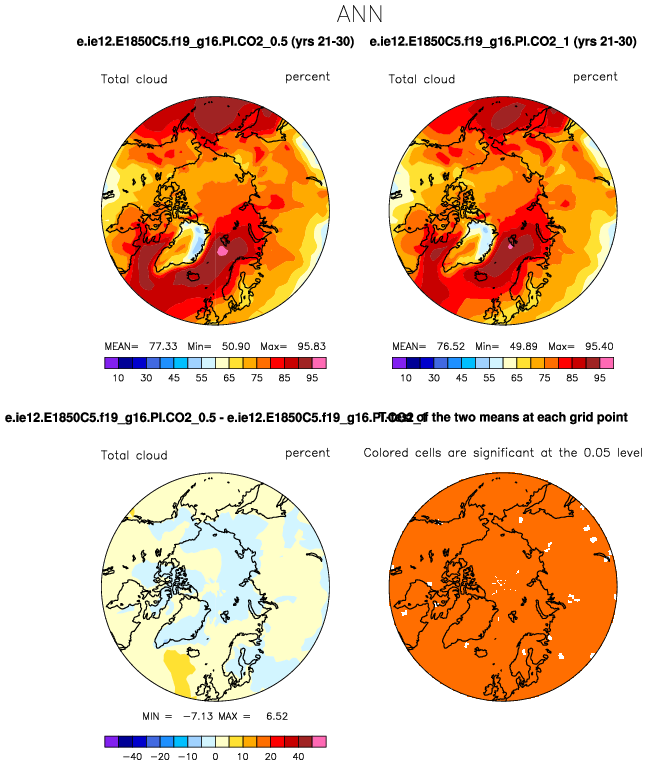 ANN
e.ie12.E1850C5.f19_g16.PI.CO2_0.5 (yrs 21-30)
e.ie12.E1850C5.f19_g16.PI.CO2_1 (yrs 21-30)
Total cloud percent
Total cloud percent
MEAN= 77.33 Min= 50.90 Max= 95.83
MEAN= 76.52 Min= 49.89 Max= 95.40
10 30 45 55 65 75 85 95
10 30 45 55 65 75 85 95
e.ie12.E1850C5.f19_g16.PI.CO2_0.5 - e.ie12.E1850C5.f19_g16.PI.CO2_1
of the two means at each grid point
Total cloud percent
Colored cells are significant at the 0.05 level
MIN = -7.13 MAX = 6.52
-40 -20 -10 0 10 20 40